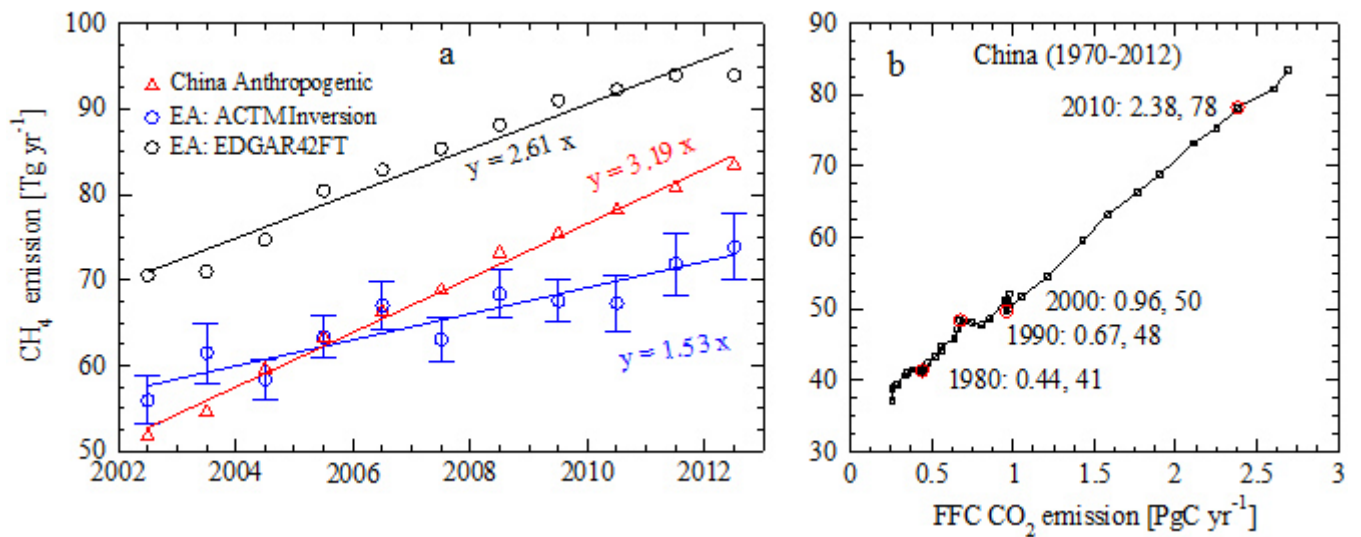 a
China Anthropogenic
EA: ACTM Inversion
EA: EDGAR42FT
y = 2.61 x
y = 3.19 x
y = 1.53 x
CH4 emission [Tg yr-1]
100
90
80
70
60
50
2002 2004 2006 2008 2010 2012
b
China (1970-2012)
2010: 2.38, 78
2000: 0.96, 50
1990: 0.67, 48
1980: 0.44, 41
90
80
70
60
50
40
30
0 0.5 1 1.5 2 2.5 3
FFC CO2 emission [PgC yr-1]